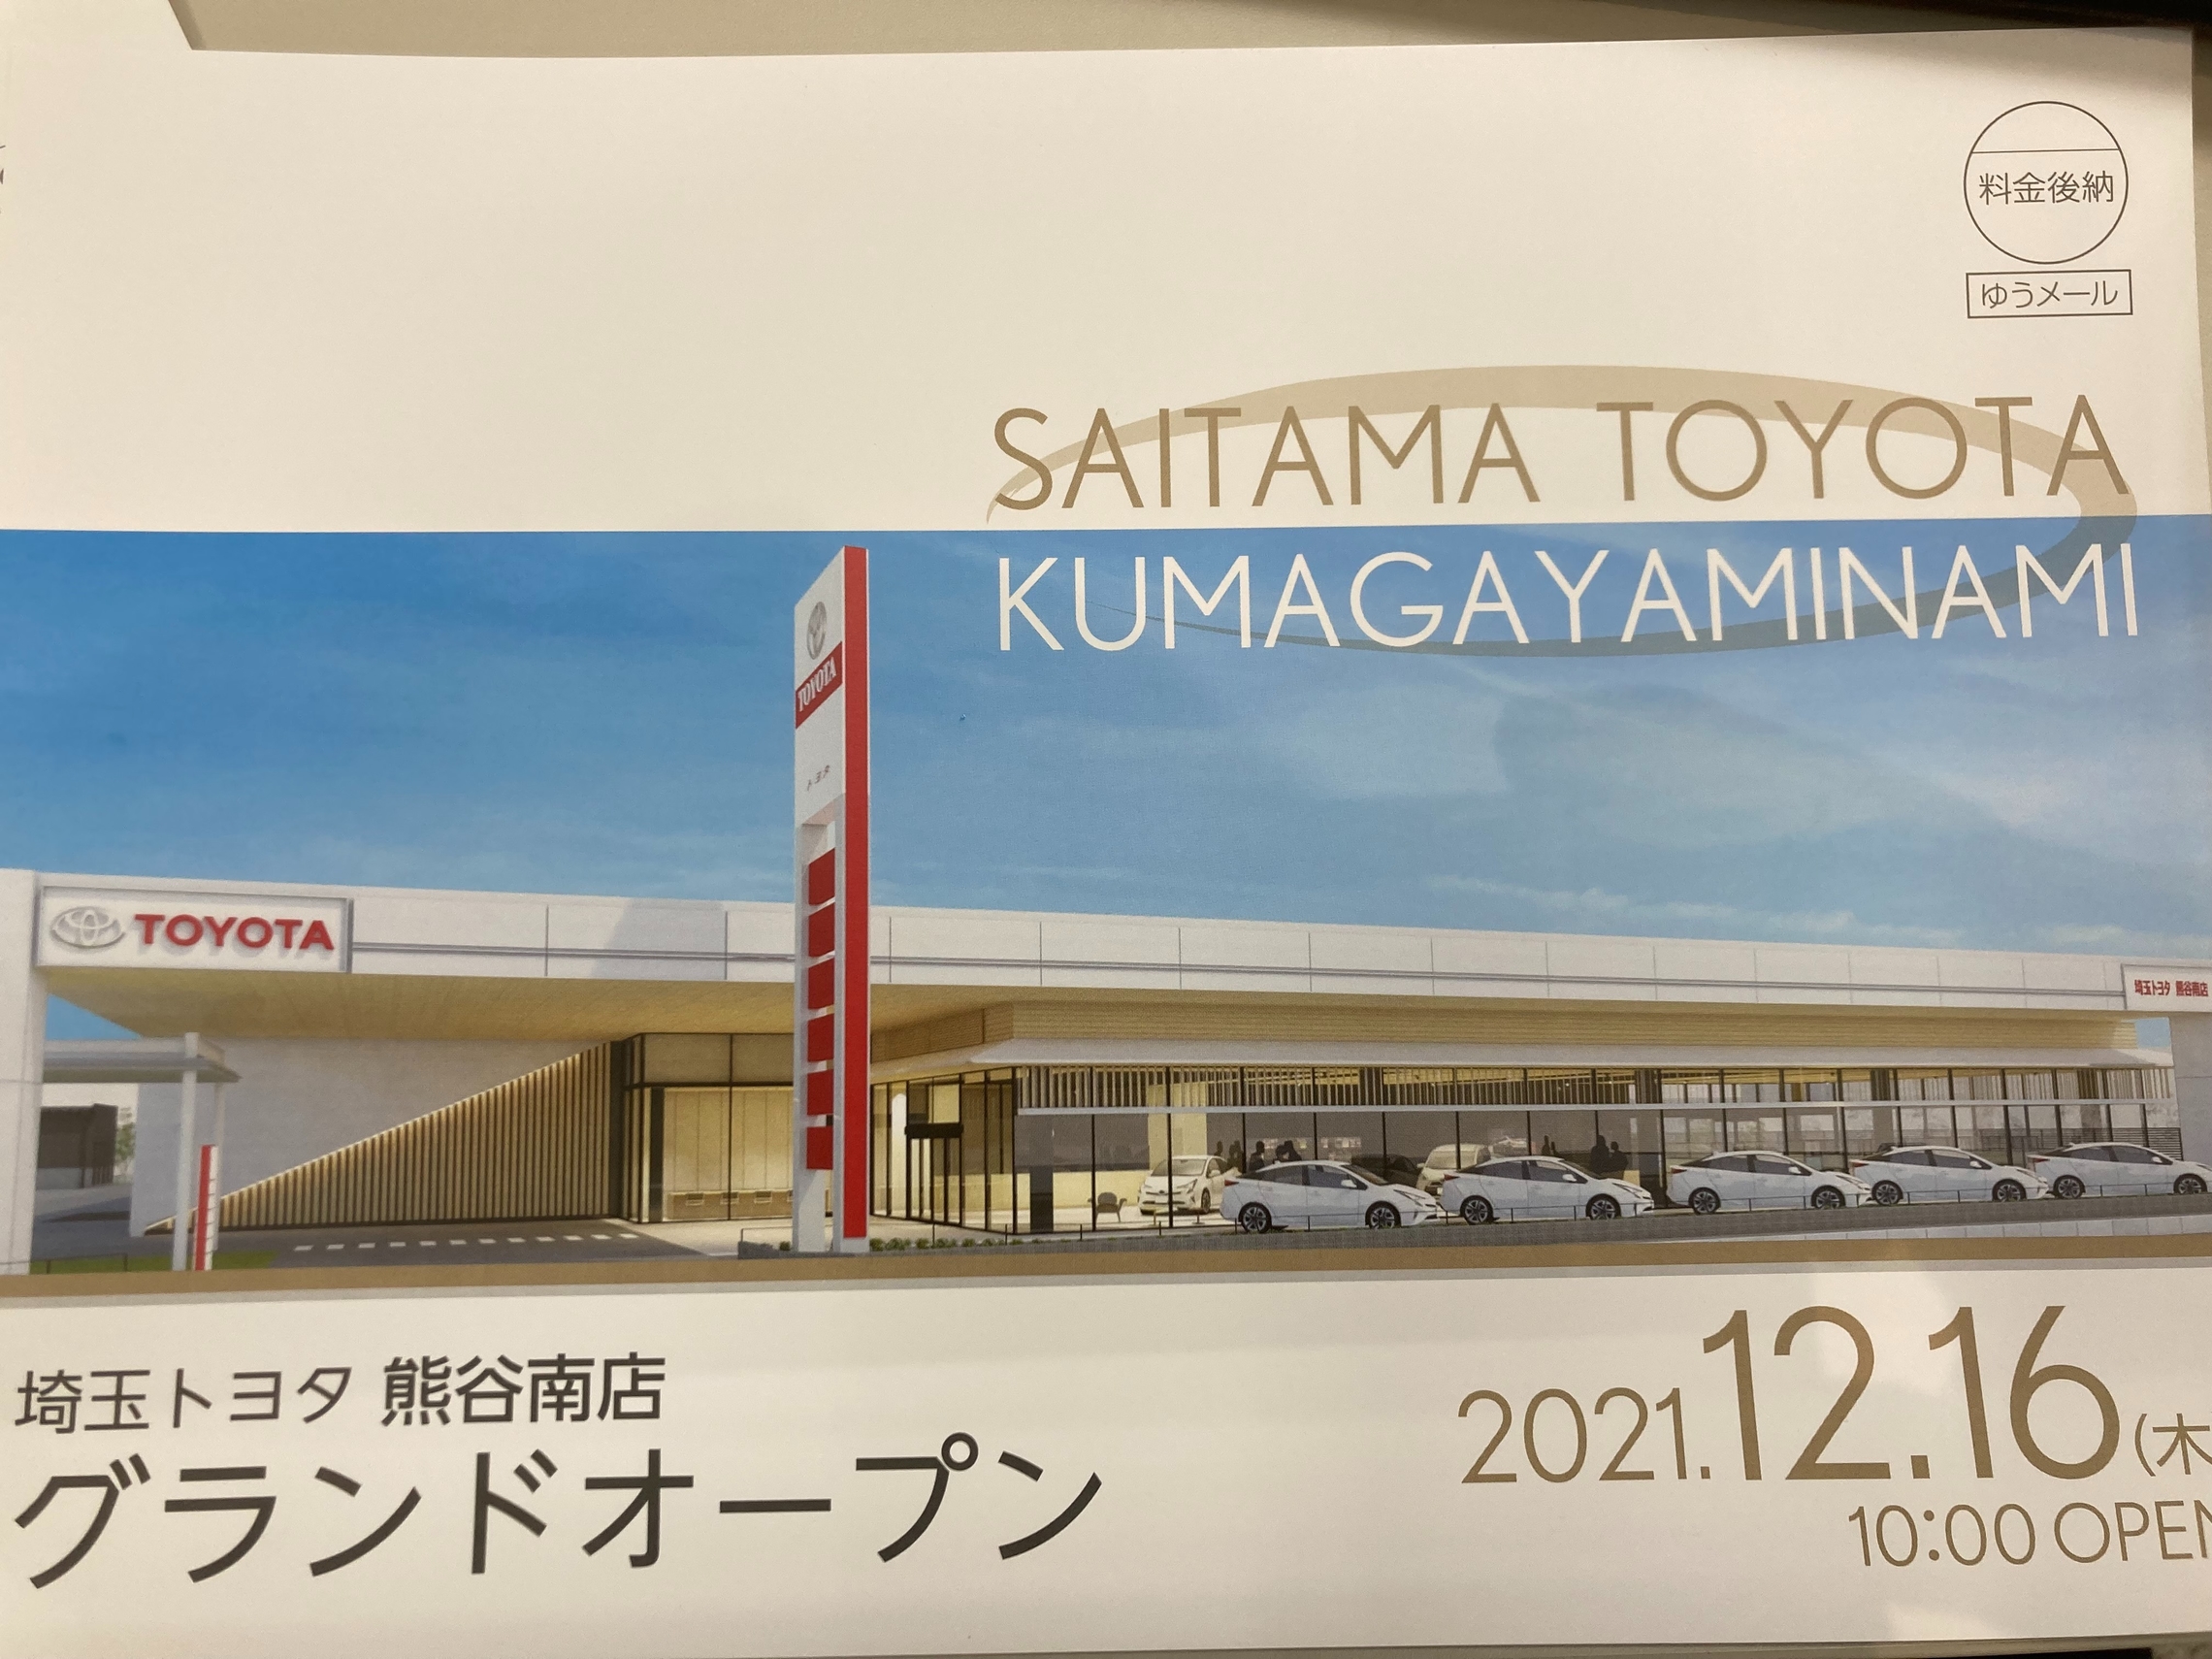 料金後納
ゆうメール
SAITAMA TOYOTA
KUMAGAYAMINAMI
TOYOTA
トヨタ
TOYOTA
埼玉トヨタ 熊谷南店
埼玉トヨタ 熊谷南店
グランドオープン
2021.12.16(木
10:00 OPEN